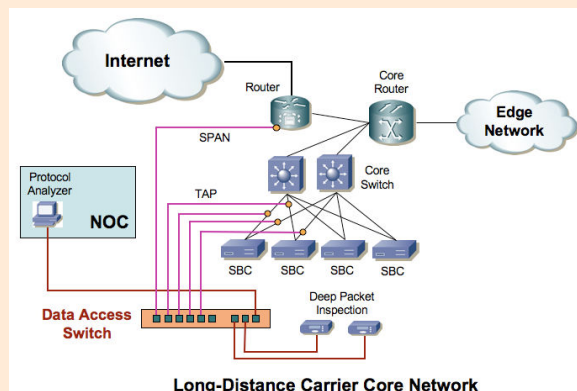 Internet
Router
Core
Router
Edge
Network
SPAN
Protocol
Analyzer
NOC
TAP
Core
Switch
SBC
SBC
SBC
SBC
Data Access
Switch
Deep Packet
Inspection
Long-Distance Carrier Core Network